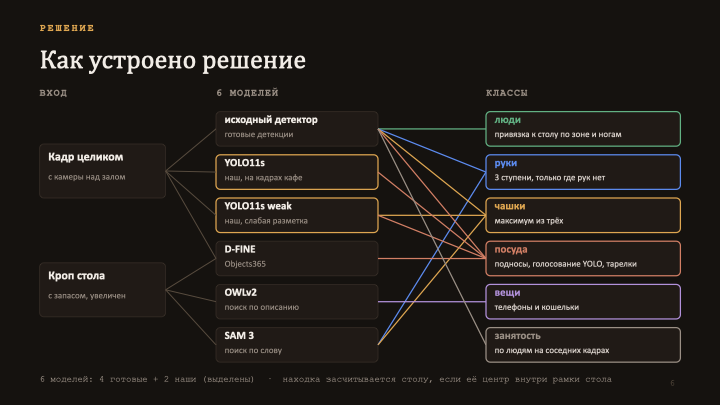 РЕШЕНИЕ
Как устроено решение
ВХОД
6 МОДЕЛЕЙ
КЛАССЫ
Кадр целиком
с камеры над залом
Кроп стола
с запасом, увеличен
исходный детектор
готовые детекции
YOLO11s
наш, на кадрах кафе
YOLO11s weak
наш, слабая разметка
D-FINE
Objects365
OWLv2
поиск по описанию
SAM 3
поиск по слову
люди
привязка к столу по зоне и ногам
руки
3 ступени, только где рук нет
чашки
максимум из трёх
посуда
подносы, голосование YOLO, тарелки
вещи
телефоны и кошельки
занятость
по людям на соседних кадрах
6 моделей: 4 готовые + 2 наши (выделены) · находка засчитывается столу, если её центр внутри рамки стола
6